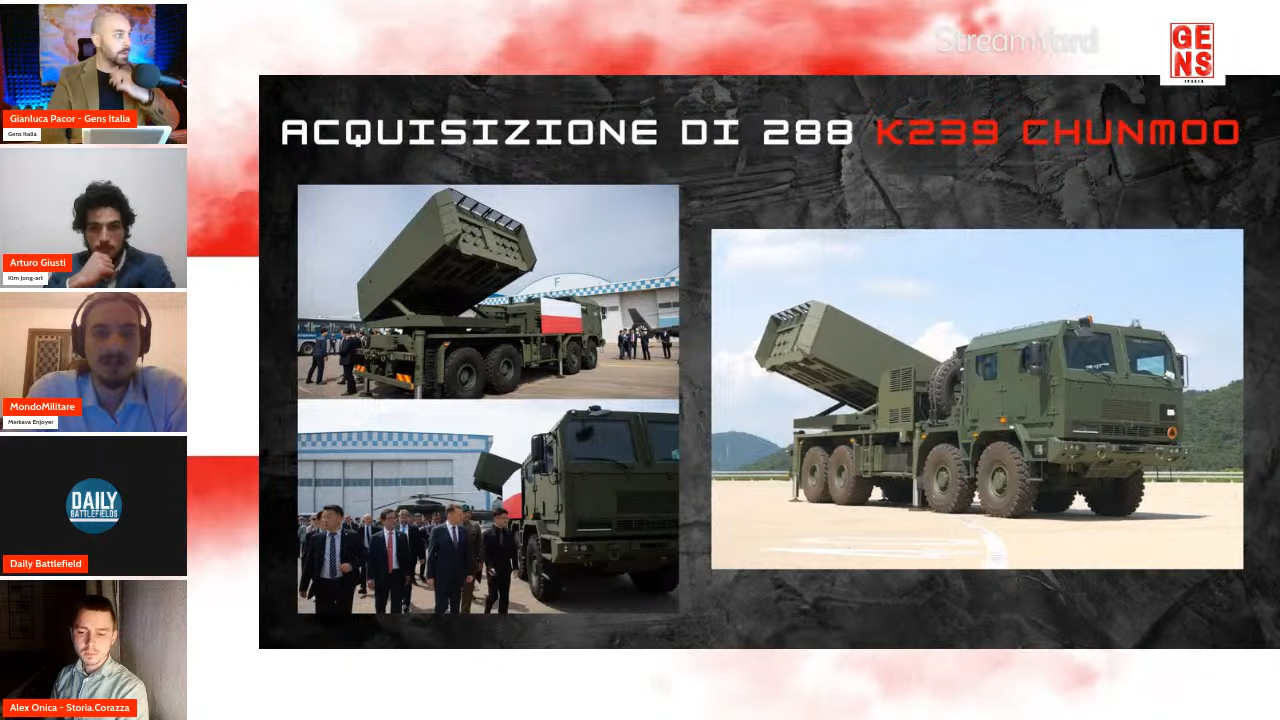 Gianluca Pacor - Gens Italia
Gens Italia
Arturo Giusti
Kim Jong-art
MondoMilitare
Merkava Enjoyer
DAILY
BATTLEFIELDS
Daily Battlefield
Alex Onica - Storia.Corazza
StreamYard
GE
NS
ITALIA
ACQUISIZIONE DI 288 K239 CHUNMOO
F